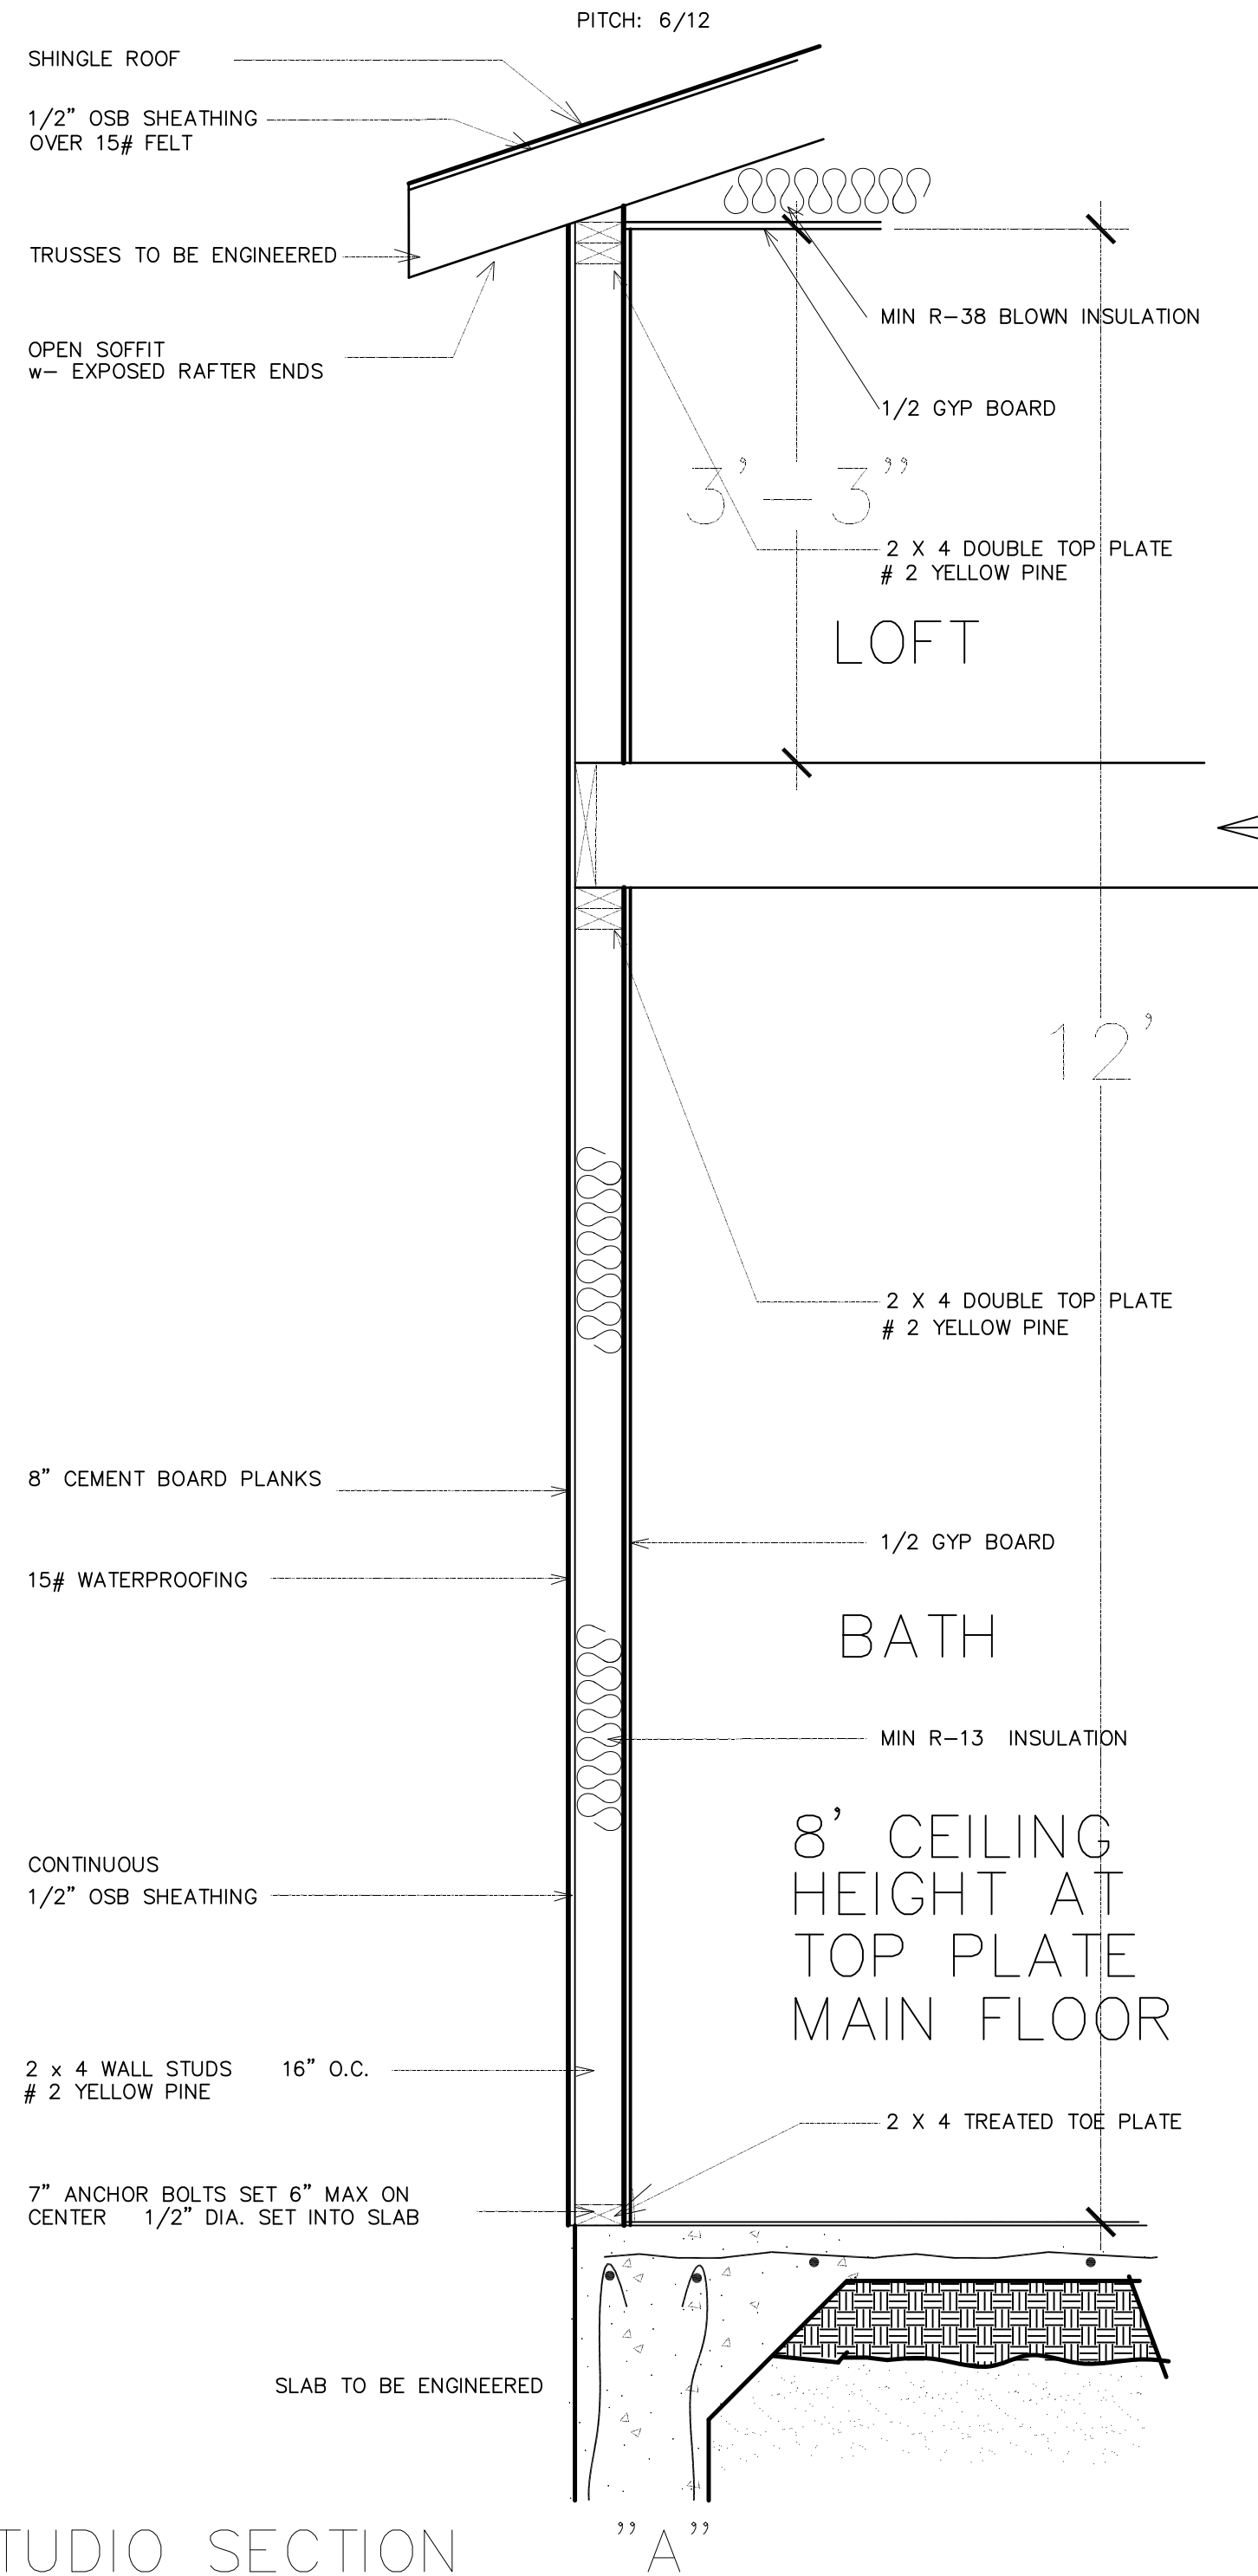 PITCH: 6/12
SHINGLE ROOF
1/2" OSB SHEATHING
OVER 15# FELT
TRUSSES TO BE ENGINEERED
OPEN SOFFIT
w- EXPOSED RAFTER ENDS
MIN R-38 BLOWN INSULATION
1/2 GYP BOARD
3'-3"
2 X 4 DOUBLE TOP PLATE
# 2 YELLOW PINE
LOFT
12'
2 X 4 DOUBLE TOP PLATE
# 2 YELLOW PINE
8" CEMENT BOARD PLANKS
1/2 GYP BOARD
15# WATERPROOFING
BATH
MIN R-13 INSULATION
8' CEILING
HEIGHT AT
TOP PLATE
MAIN FLOOR
CONTINUOUS
1/2" OSB SHEATHING
2 x 4 WALL STUDS 16" O.C.
# 2 YELLOW PINE
2 X 4 TREATED TOE PLATE
7" ANCHOR BOLTS SET 6" MAX ON
CENTER 1/2" DIA. SET INTO SLAB
SLAB TO BE ENGINEERED
TUDIO SECTION "A"